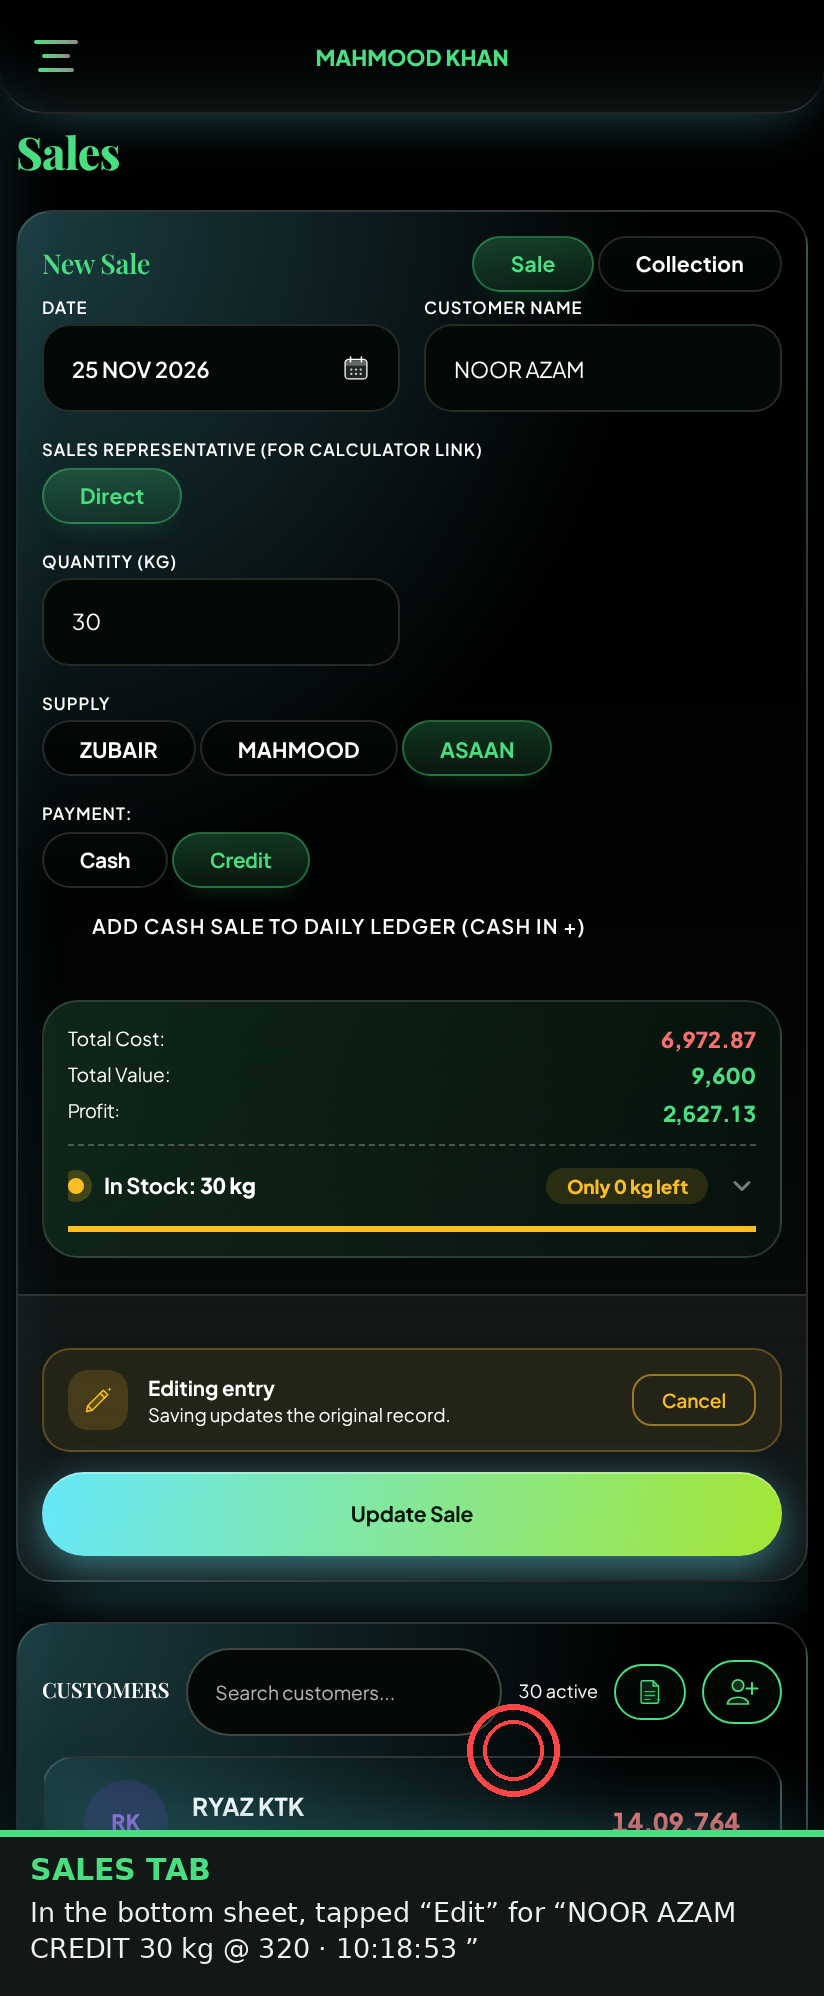 MAHMOOD KHAN
Sales
New Sale
Sale
Collection
DATE
CUSTOMER NAME
25 NOV 2026
NOOR AZAM
SALES REPRESENTATIVE (FOR CALCULATOR LINK)
Direct
QUANTITY (KG)
30
SUPPLY
ZUBAIR
MAHMOOD
ASAAN
PAYMENT:
Cash
Credit
ADD CASH SALE TO DAILY LEDGER (CASH IN +)
Total Cost:
6,972.87
Total Value:
9,600
Profit:
2,627.13
In Stock: 30 kg
Only 0 kg left
Editing entry
Saving updates the original record.
Cancel
Update Sale
CUSTOMERS
Search customers...
30 active
RK
RYAZ KTK
14,09,764
SALES TAB
In the bottom sheet, tapped “Edit” for “NOOR AZAM
CREDIT 30 kg @ 320 · 10:18:53 ”